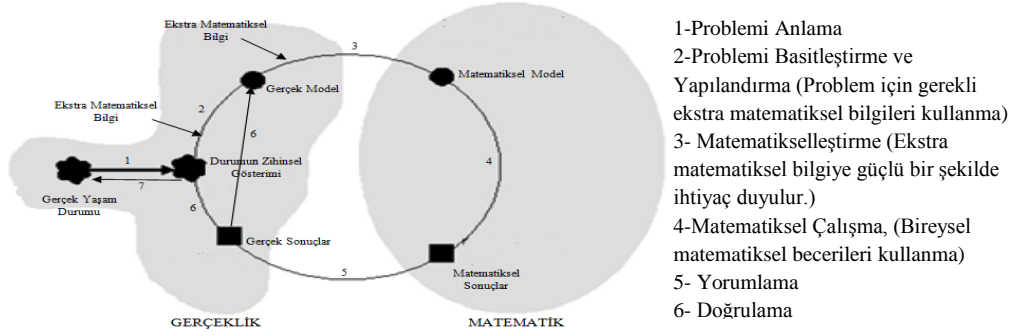 Ekstra Matematiksel
Bilgi
3
Gerçek Model
Matematiksel Model
Ekstra Matematiksel
Bilgi
2
6
1
7
Durumun Zihinsel
Gösterimi
4
Gerçek Yaşam
Durumu
6
Gerçek Sonuçlar
5
Matematiksel
Sonuçlar
GERÇEKLİK
MATEMATİK
1-Problemi Anlama
2-Problemi Basitleştirme ve
Yapılandırma (Problem için gerekli
ekstra matematiksel bilgileri kullanma)
3- Matematikselleştirme (Ekstra
matematiksel bilgiye güçlü bir şekilde
ihtiyaç duyulur.)
4-Matematiksel Çalışma, (Bireysel
matematiksel becerileri kullanma)
5- Yorumlama
6- Doğrulama